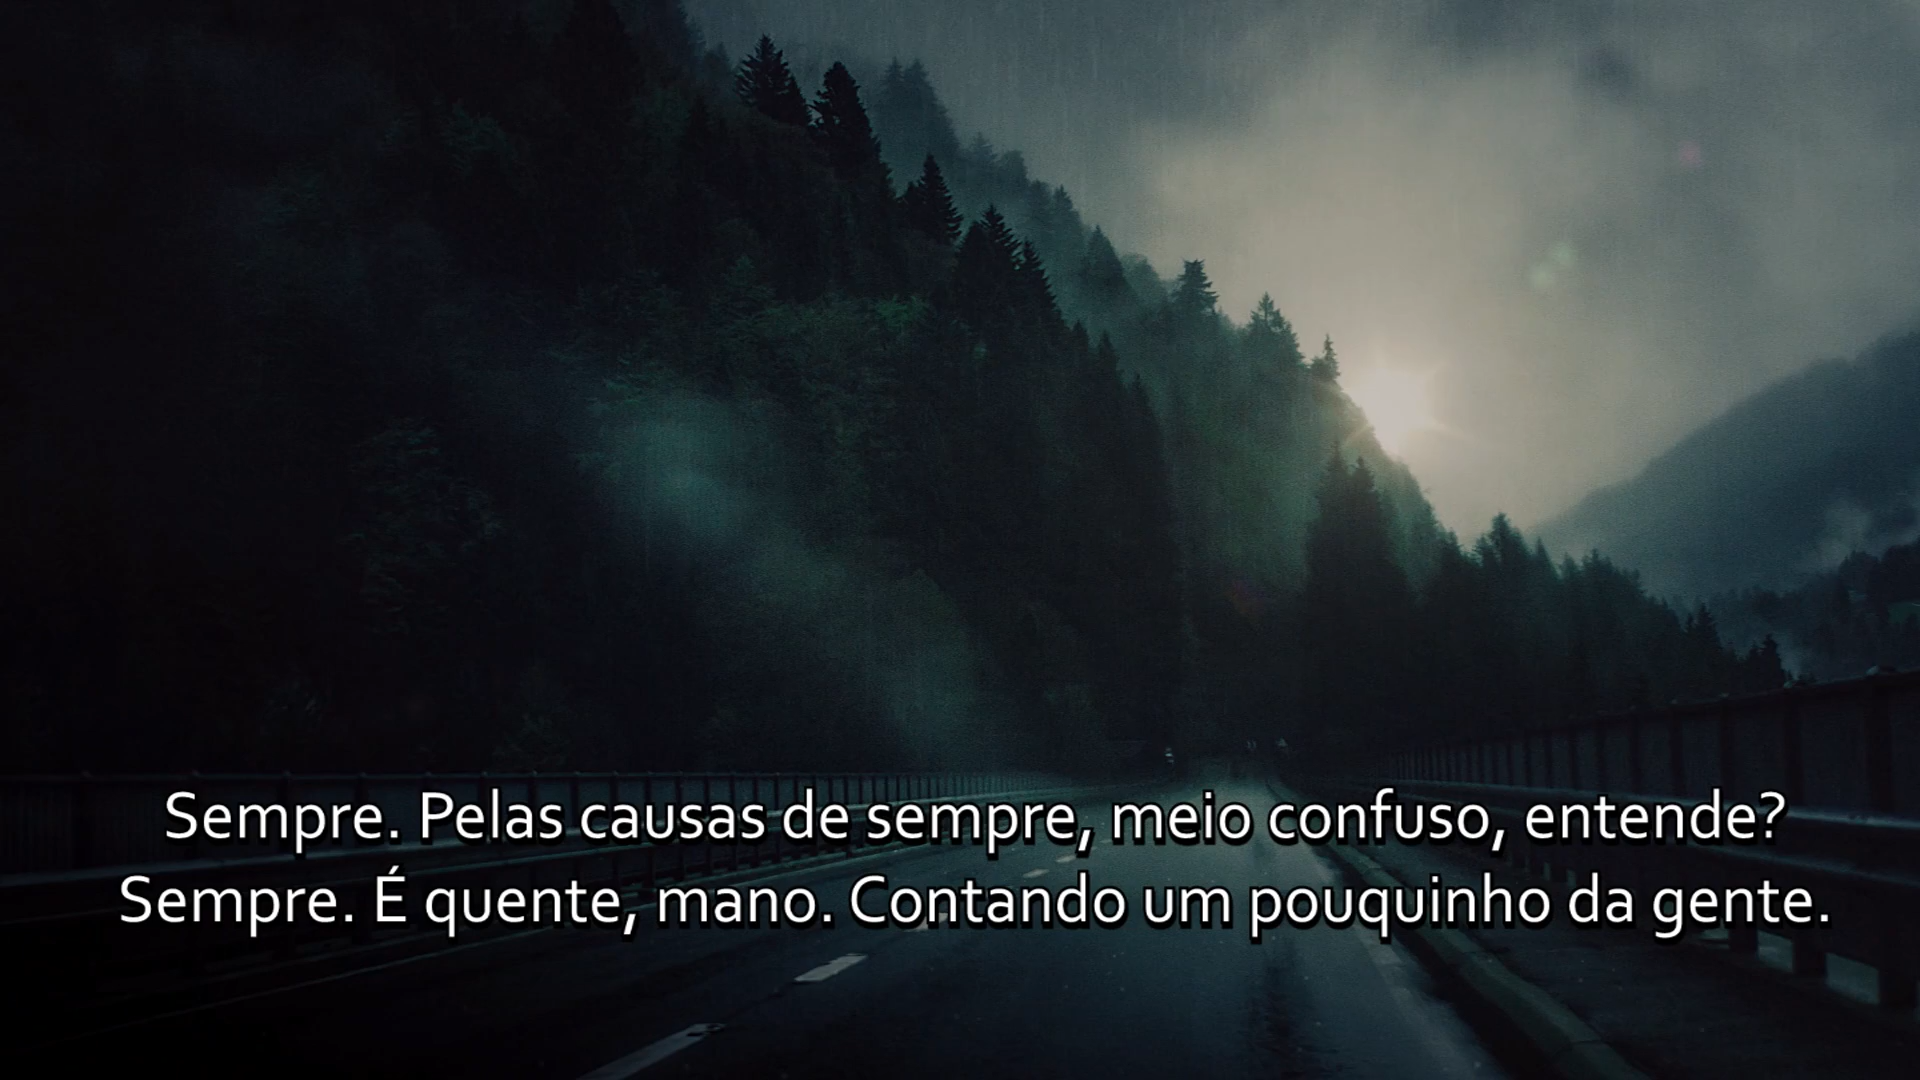 Sempre. Pelas causas de sempre, meio confuso, entende?
Sempre. É quente, mano. Contando um pouquinho da gente.